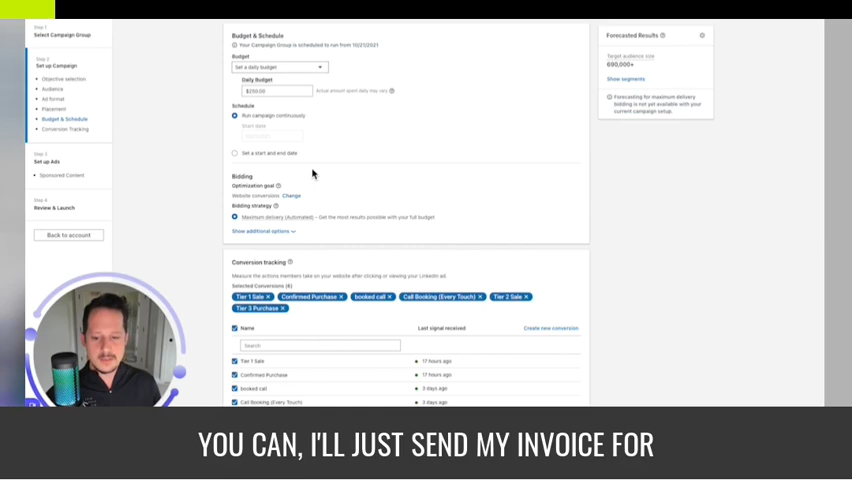 Step 1
Select Campaign Group
Step 2
Set up Campaign
Objective selection
Audience
Ad format
Placement
Budget & Schedule
Conversion Tracking
Step 3
Set up Ads
Sponsored Content
Step 4
Review & Launch
Back to account
Budget & Schedule
Your Campaign Group is scheduled to run from 10/21/2021
Budget
Set a daily budget
Daily Budget
$250.00
Actual amount spent daily may vary
Schedule
Run campaign continuously
Start date
Set a start and end date
Bidding
Optimization goal
Website conversions Change
Bidding strategy
Maximum delivery (Automated) - Get the most results possible with your full budget
Show additional options
Conversion tracking
Measure the actions members take on your website after clicking or viewing your LinkedIn ad.
Selected Conversions (6)
Tier 1 Sale × Confirmed Purchase × booked call × Call Booking (Every Touch) × Tier 2 Sale ×
Tier 3 Purchase ×
Name Last signal received Create new conversion
Search
Tier 1 Sale 17 hours ago
Confirmed Purchase 17 hours ago
booked call 3 days ago
Call Booking (Every Touch) 3 days ago
Forecasted Results
Target audience size
690,000+
Show segments
Forecasting for maximum delivery
bidding is not yet available with your
current campaign setup.
YOU CAN, I'LL JUST SEND MY INVOICE FOR